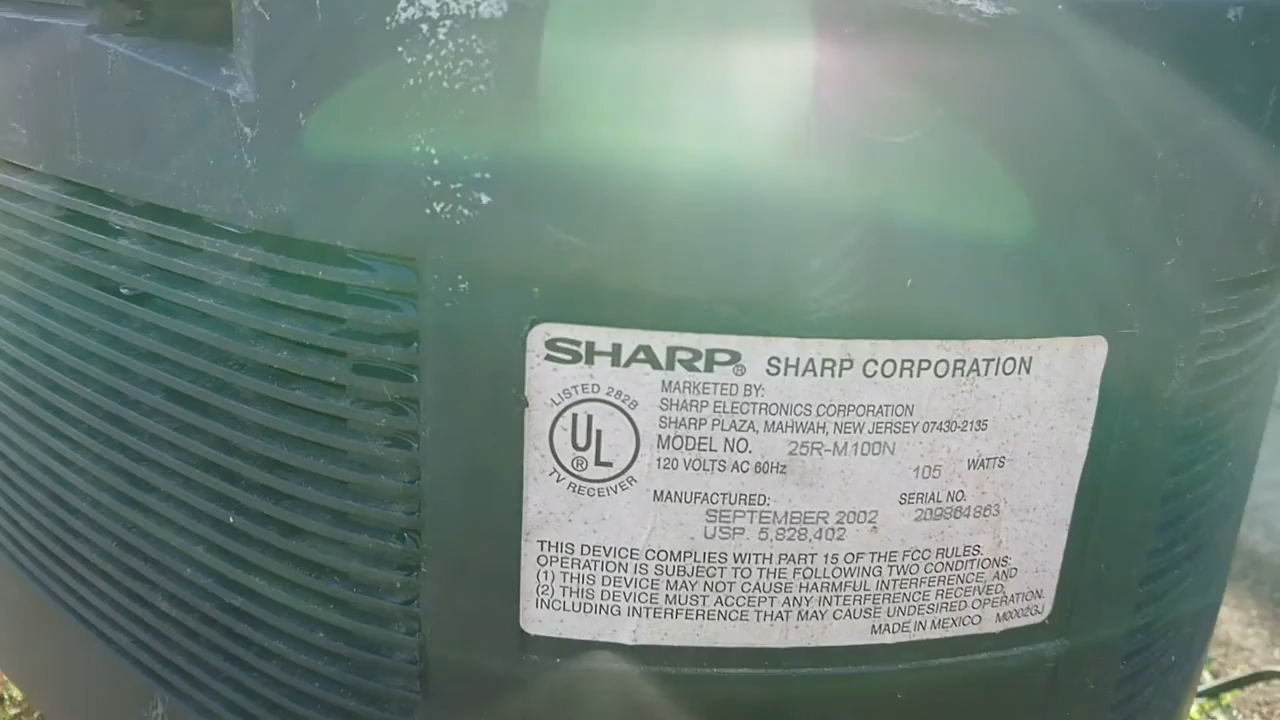 SHARP® SHARP CORPORATION
LISTED 282B
UL ®
TV RECEIVER
MARKETED BY:
SHARP ELECTRONICS CORPORATION
SHARP PLAZA, MAHWAH, NEW JERSEY 07430-2135
MODEL NO. 25R-M100N
120 VOLTS AC 60Hz 105 WATTS
MANUFACTURED: SERIAL NO.
SEPTEMBER 2002 209864863
USP. 5,828,402
THIS DEVICE COMPLIES WITH PART 15 OF THE FCC RULES.
OPERATION IS SUBJECT TO THE FOLLOWING TWO CONDITIONS:
(1) THIS DEVICE MAY NOT CAUSE HARMFUL INTERFERENCE, AND
(2) THIS DEVICE MUST ACCEPT ANY INTERFERENCE RECEIVED,
INCLUDING INTERFERENCE THAT MAY CAUSE UNDESIRED OPERATION.
MADE IN MEXICO M0002GJ